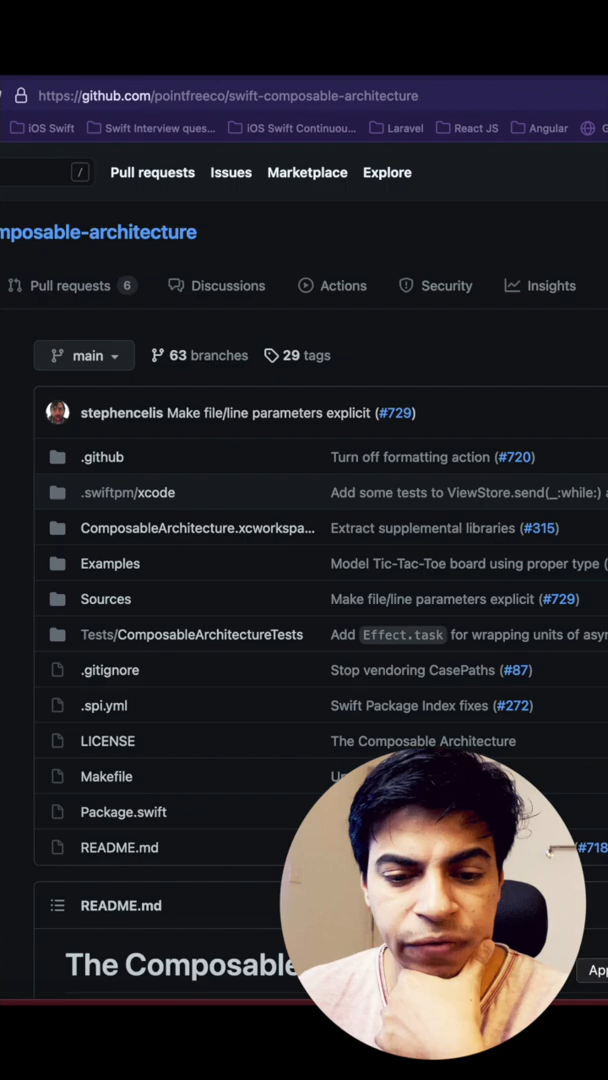 https://github.com/pointfreeco/swift-composable-architecture
iOS Swift Swift Interview ques... iOS Swift Continuou... Laravel React JS Angular
/ Pull requests Issues Marketplace Explore
mposable-architecture
Pull requests 6 Discussions Actions Security Insights
main 63 branches 29 tags
stephencelis Make file/line parameters explicit (#729)
.github Turn off formatting action (#720)
.swiftpm/xcode Add some tests to ViewStore.send(_:while:)
ComposableArchitecture.xcworkspa... Extract supplemental libraries (#315)
Examples Model Tic-Tac-Toe board using proper type (
Sources Make file/line parameters explicit (#729)
Tests/ComposableArchitectureTests Add Effect.task for wrapping units of
.gitignore Stop vendoring CasePaths (#87)
.spi.yml Swift Package Index fixes (#272)
LICENSE The Composable Architecture
Makefile
Package.swift
README.md (#718
README.md
The Composable